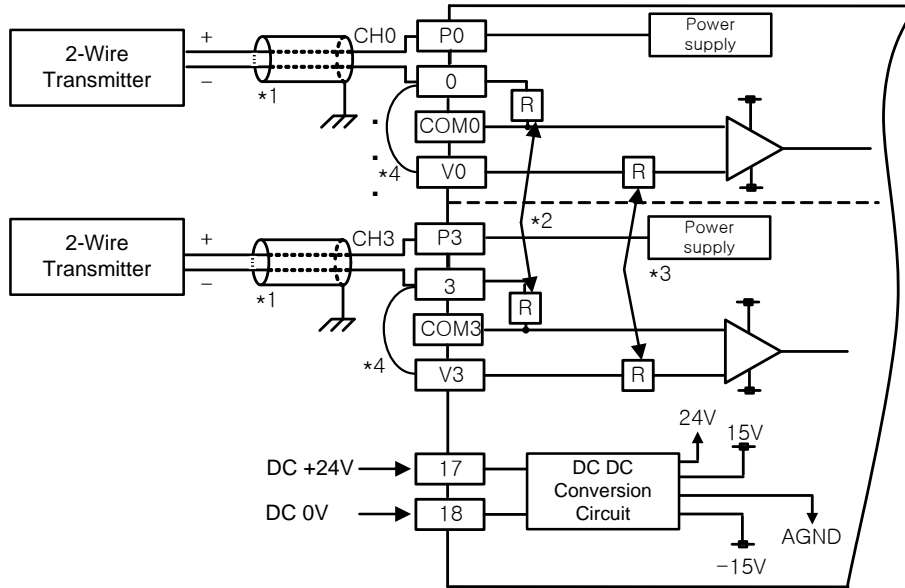 2-Wire
Transmitter
+
−
*1
CH0
P0
0
COM0
V0
*4
R
R
Power
supply
*2
*3
2-Wire
Transmitter
+
−
*1
CH3
P3
3
COM3
V3
*4
R
R
Power
supply
DC +24V
DC 0V
17
18
DC DC
Conversion
Circuit
24V
15V
AGND
−15V